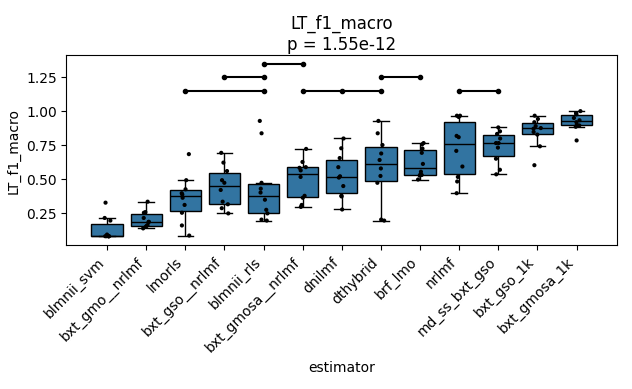 LT_f1_macro
p = 1.55e-12
LT_f1_macro
1.25
1.00
0.75
0.50
0.25
blmnii_svm
bxt_gmo__nrlmf
lmorls
bxt_gso__nrlmf
blmnii_rls
bxt_gmosa__nrlmf
dnilmf
dthybrid
brf_lmo
nrlmf
md_ss_bxt_gso
bxt_gso_1k
bxt_gmosa_1k
estimator